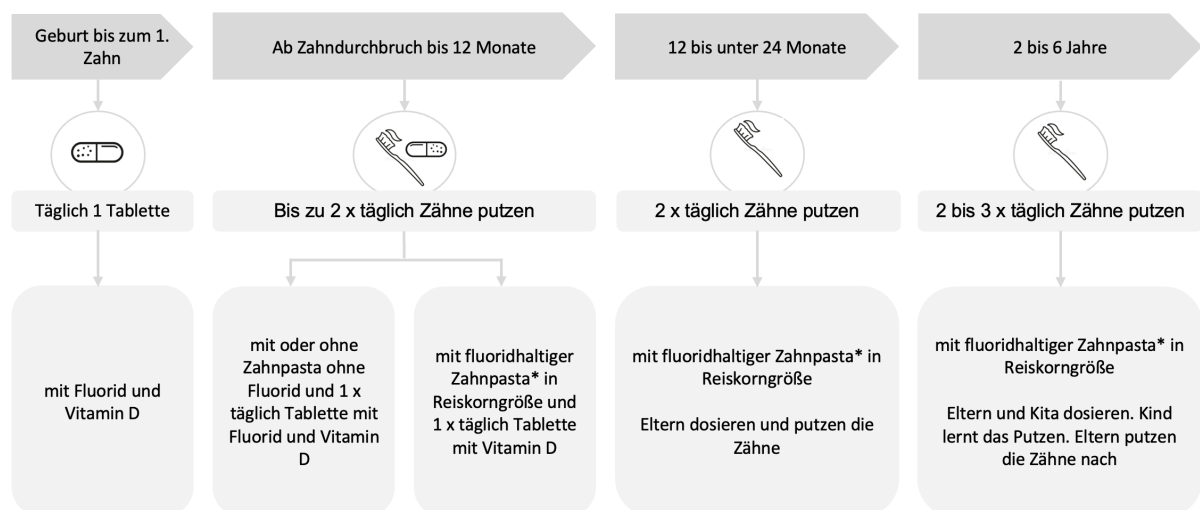 Geburt bis zum 1.
Zahn
Ab Zahndurchbruch bis 12 Monate
12 bis unter 24 Monate
2 bis 6 Jahre
Täglich 1 Tablette
Bis zu 2 x täglich Zähne putzen
2 x täglich Zähne putzen
2 bis 3 x täglich Zähne putzen
mit Fluorid und
Vitamin D
mit oder ohne
Zahnpasta ohne
Fluorid und 1 x
täglich Tablette mit
Fluorid und Vitamin
D
mit fluoridhaltiger
Zahnpasta* in
Reiskorngröße und
1 x täglich Tablette
mit Vitamin D
mit fluoridhaltiger Zahnpasta* in
Reiskorngröße
Eltern dosieren und putzen die
Zähne
mit fluoridhaltiger Zahnpasta* in
Reiskorngröße
Eltern und Kita dosieren. Kind
lernt das Putzen. Eltern putzen
die Zähne nach